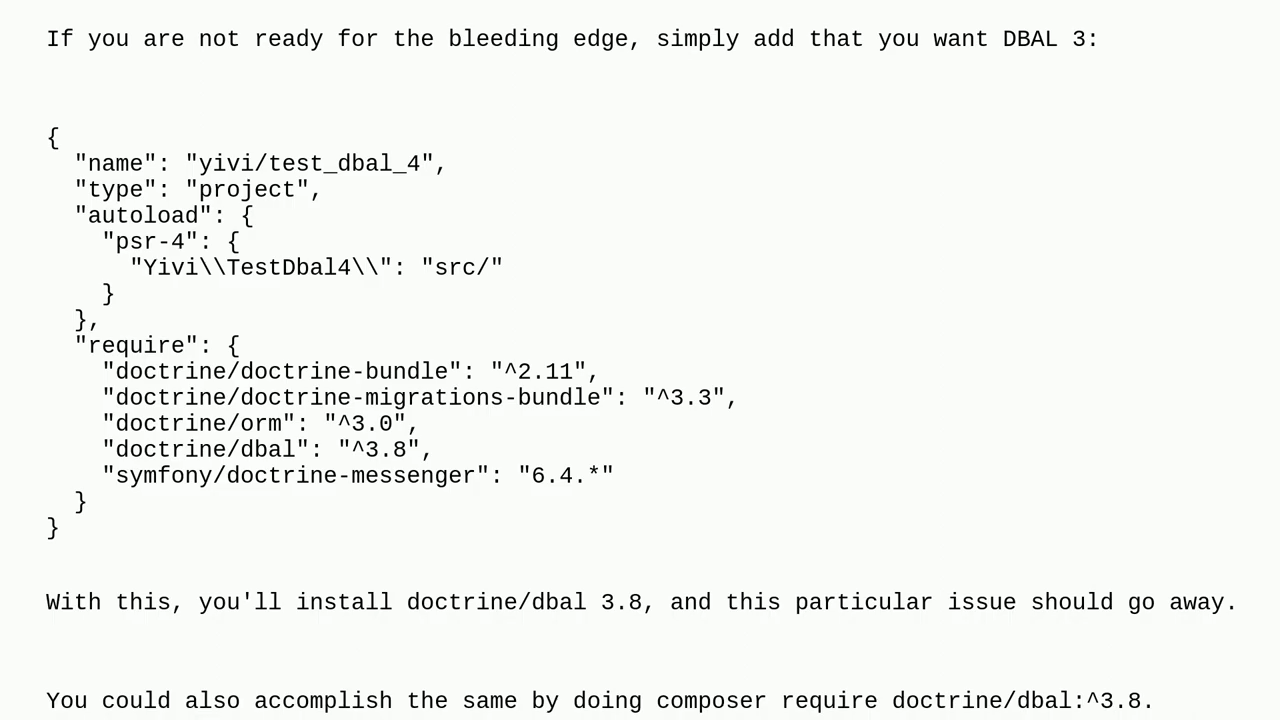 If you are not ready for the bleeding edge, simply add that you want DBAL 3:
{
  "name": "yivi/test_dbal_4",
  "type": "project",
  "autoload": {
    "psr-4": {
      "Yivi\\TestDbal4\\": "src/"
    }
  },
  "require": {
    "doctrine/doctrine-bundle": "^2.11",
    "doctrine/doctrine-migrations-bundle": "^3.3",
    "doctrine/orm": "^3.0",
    "doctrine/dbal": "^3.8",
    "symfony/doctrine-messenger": "6.4.*"
  }
}
With this, you'll install doctrine/dbal 3.8, and this particular issue should go away.
You could also accomplish the same by doing composer require doctrine/dbal:^3.8.